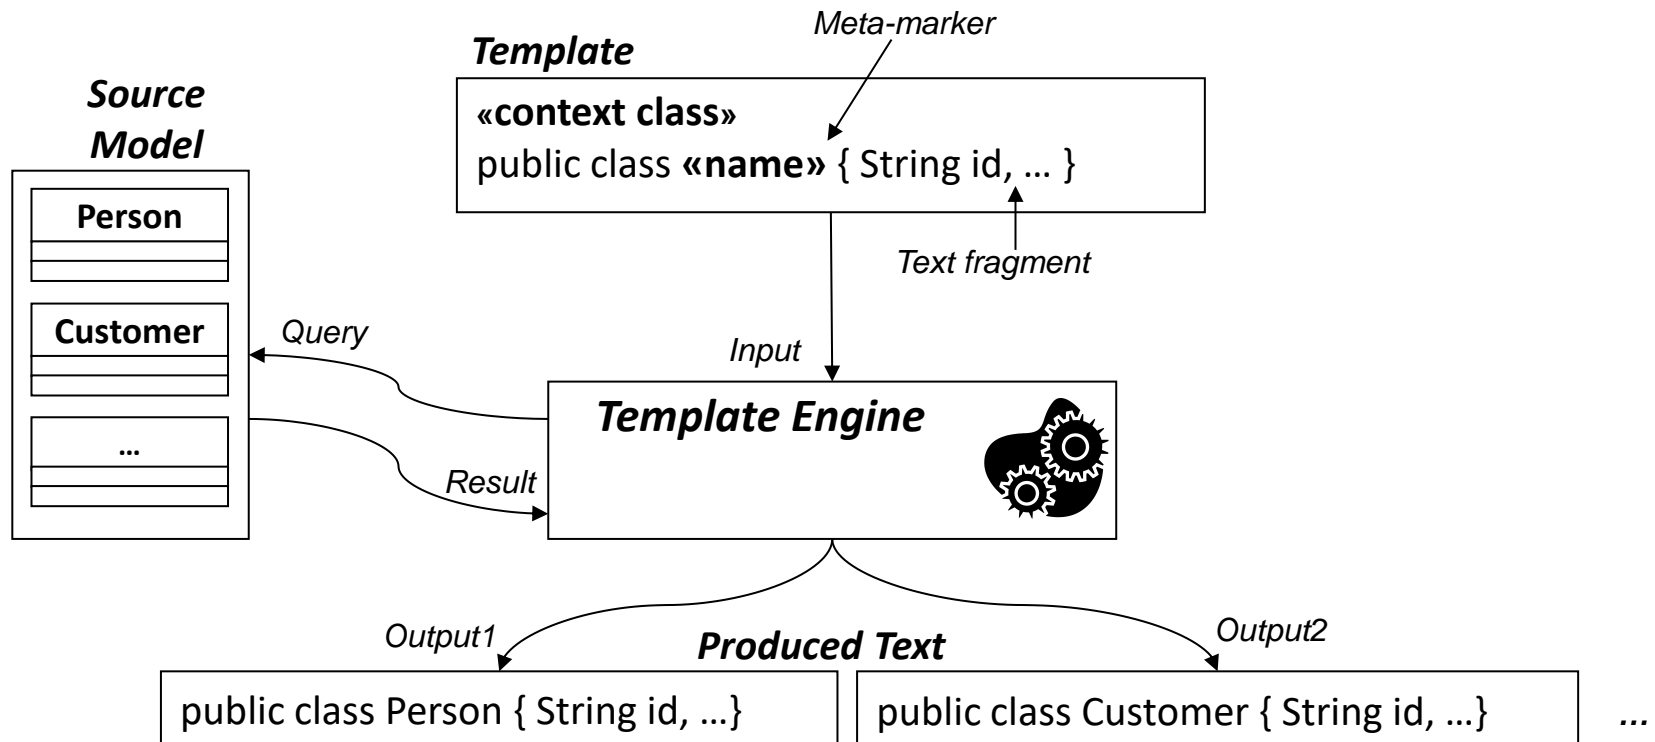 Meta-marker
Template
«context class»
public class «name» { String id, … }
Text fragment
Source
Model
Person
Customer
...
Query
Result
Input
Template Engine
Output1
Produced Text
Output2
public class Person { String id, …}
public class Customer { String id, …}
...